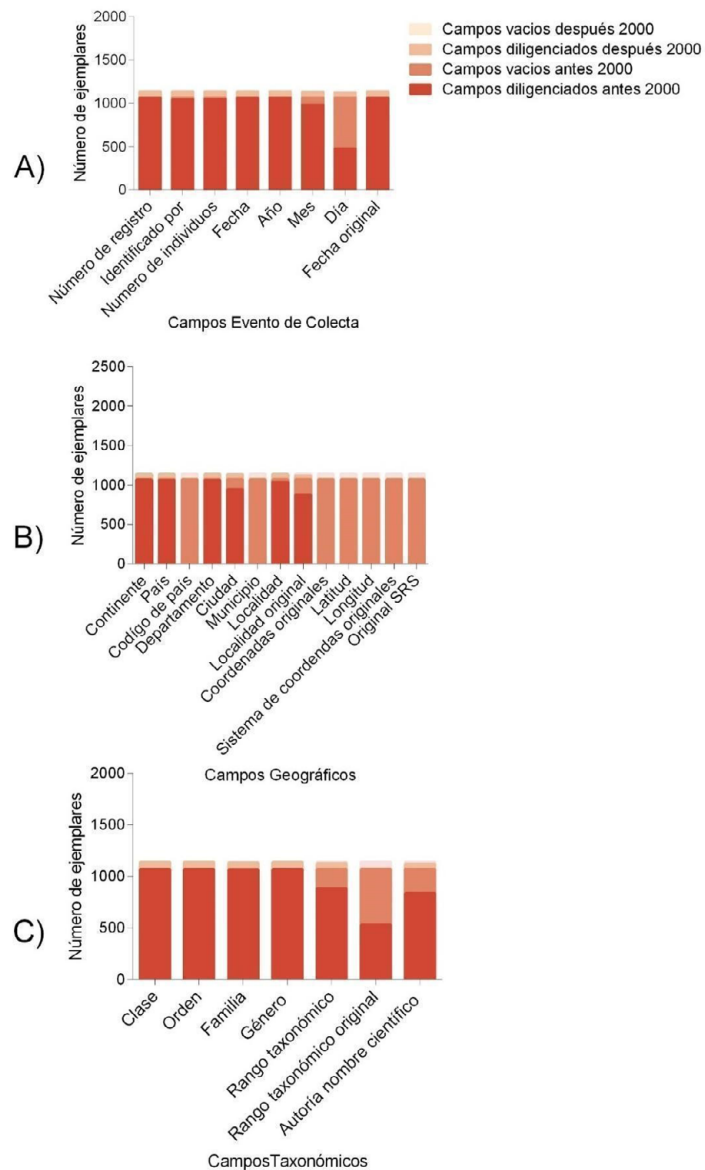 Campos vacios después 2000
Campos diligenciados después 2000
Campos vacios antes 2000
Campos diligenciados antes 2000
A)
Número de ejemplares
2000
1500
1000
500
0
Número de registro
Identificado por
Numero de individuos
Fecha
Año
Mes
Día
Fecha original
Campos Evento de Colecta
B)
Número de ejemplares
2500
2000
1500
1000
500
0
Continente
País
Codígo de país
Departamento
Ciudad
Municipio
Localidad
Localidad original
Coordenadas originales
Latitud
Longitud
Sistema de coordendas originales
Original SRS
Campos Geográficos
C)
Número de ejemplares
2000
1500
1000
500
0
Clase
Orden
Familia
Género
Rango taxonómico
Rango taxonómico original
Autoría nombre científico
CamposTaxonómicos